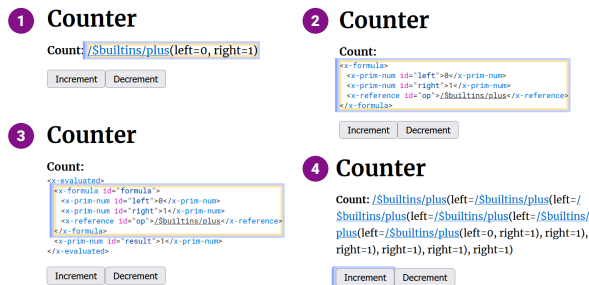 1 Counter
Count: /$builtins/plus(left=0, right=1)
Increment Decrement
2 Counter
Count:
<x-formula>
<x-prim-num id="left">0</x-prim-num>
<x-prim-num id="right">1</x-prim-num>
<x-reference id="op">/$builtins/plus</x-reference>
</x-formula>
Increment Decrement
3 Counter
Count:
<x-evaluated>
<x-formula id="formula">
<x-prim-num id="left">0</x-prim-num>
<x-prim-num id="right">1</x-prim-num>
<x-reference id="op">/$builtins/plus</x-reference>
</x-formula>
<x-prim-num id="result">1</x-prim-num>
</x-evaluated>
Increment Decrement
4 Counter
Count: /$builtins/plus(left=/$builtins/plus(left=/
$builtins/plus(left=/$builtins/plus(left=/$builtins/
plus(left=/$builtins/plus(left=0, right=1), right=1),
right=1), right=1), right=1), right=1)
Increment Decrement